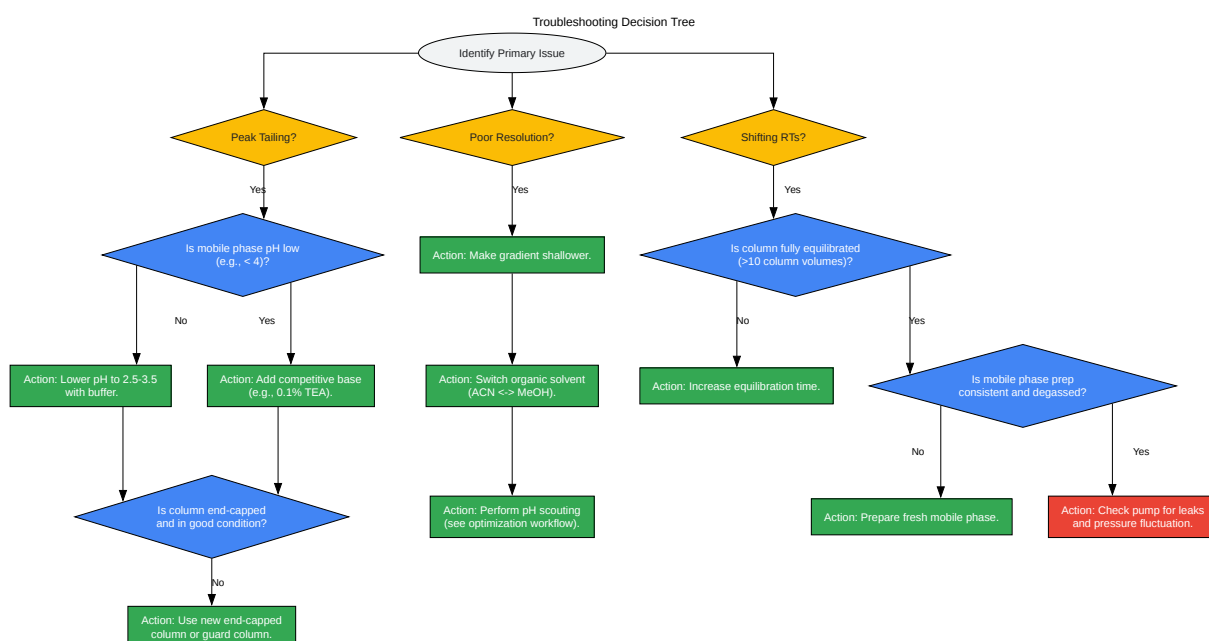 Troubleshooting Decision Tree
Identify Primary Issue
Peak Tailing?
Poor Resolution?
Shifting RTs?
Yes
Yes
Yes
Is mobile phase pH low
(e.g., < 4)?
Action: Make gradient shallower.
Is column fully equilibrated
(>10 column volumes)?
No
Yes
No
Yes
Action: Lower pH to 2.5-3.5
with buffer.
Action: Add competitive base
(e.g., 0.1% TEA).
Action: Switch organic solvent
(ACN <-> MeOH).
Action: Increase equilibration time.
Is mobile phase prep
consistent and degassed?
No
Yes
Is column end-capped
and in good condition?
Action: Perform pH scouting
(see optimization workflow).
Action: Prepare fresh mobile phase.
Action: Check pump for leaks
and pressure fluctuation.
No
Action: Use new end-capped
column or guard column.